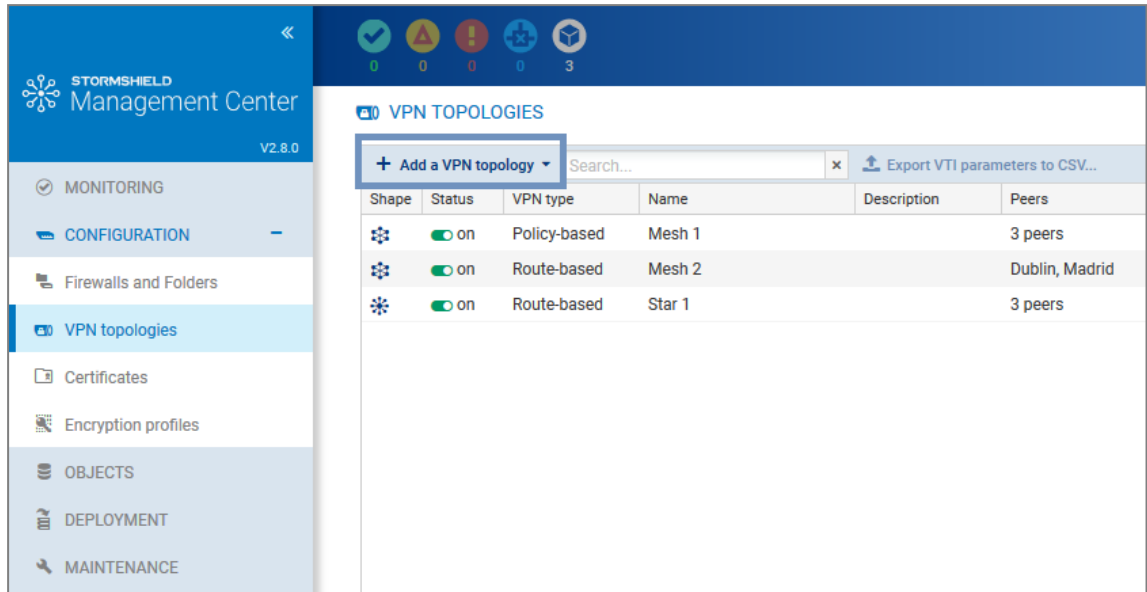 STORMSHIELD
Management Center
V2.8.0
MONITORING
CONFIGURATION
Firewalls and Folders
VPN topologies
Certificates
Encryption profiles
OBJECTS
DEPLOYMENT
MAINTENANCE
0 0 0 0 3
VPN TOPOLOGIES
+ Add a VPN topology Search... × Export VTI parameters to CSV...
Shape Status VPN type Name Description Peers
on Policy-based Mesh 1 3 peers
on Route-based Mesh 2 Dublin, Madrid
on Route-based Star 1 3 peers